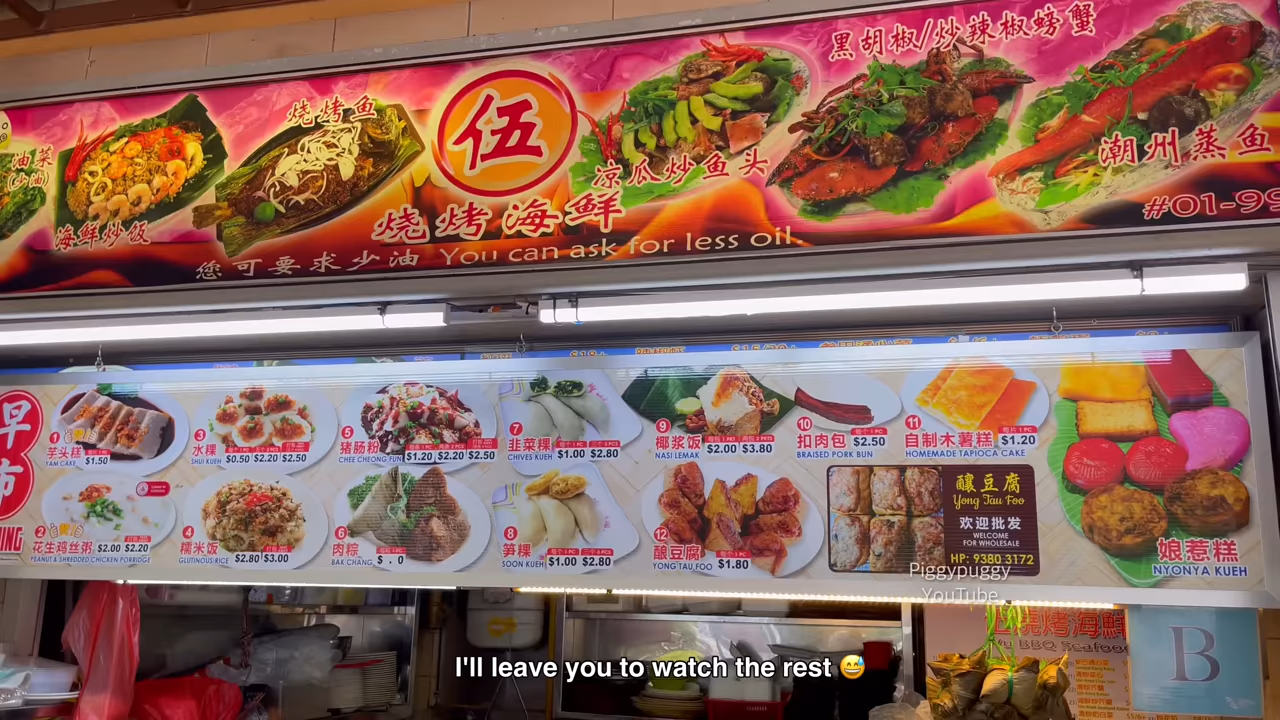 油菜
(少油)
海鲜炒饭
烧烤鱼
伍
烧烤海鲜
凉瓜炒鱼头
黑胡椒/炒辣椒螃蟹
潮州蒸鱼
#01-99
您可要求少油 You can ask for less oil.
早
市
1 芋头糕
YAM CAKE
$1.50
3 水粿
SHUI KUEH
$0.50 $2.20 $2.50
5 猪肠粉
CHEE CHEONG FUN
$1.20 $2.20 $2.50
7 韭菜粿
CHIVES KUEH
$1.00 $2.80
9 椰浆饭
NASI LEMAK
$2.00 $3.80
10 扣肉包 $2.50
BRAISED PORK BUN
11 自制木薯糕 $1.20
HOMEMADE TAPIOCA CAKE
2 花生鸡丝粥 $2.00 $2.20
PEANUT & SHREDDED CHICKEN PORRIDGE
4 糯米饭
GLUTINOUS RICE
$2.80 $3.00
6 肉粽
BAK CHANG
$ . 0
8 笋粿
SOON KUEH
$1.00 $2.80
12 酿豆腐
YONG TAU FOO
$1.80
釀豆腐
Yong Tau Foo
欢迎批发
WELCOME
FOR WHOLESALE
HP: 9380 3172
娘惹糕
NYONYA KUEH
Piggypuggy
YouTube
烧烤海鲜
Wu BBQ Seafood
B
I'll leave you to watch the rest 😅